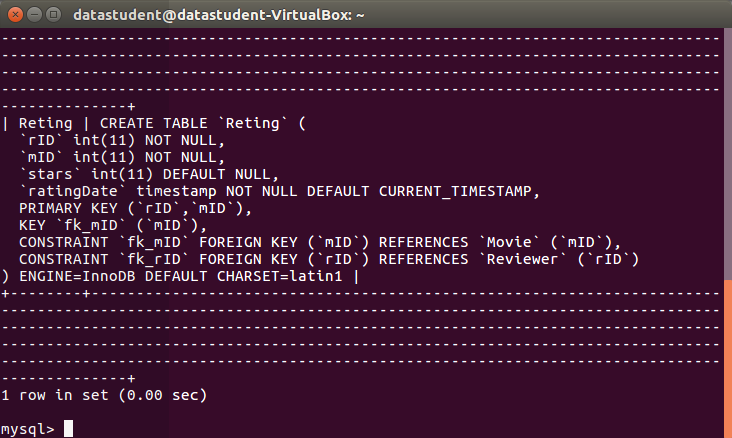 datastudent@datastudent-VirtualBox: ~
--------------------------------------------------------------------------------
--------------------------------------------------------------------------------
--------------------------------------------------------------------------------
--------------------------------------------------------------------------------
--------------+
| Reting | CREATE TABLE `Reting` (
  `rID` int(11) NOT NULL,
  `mID` int(11) NOT NULL,
  `stars` int(11) DEFAULT NULL,
  `ratingDate` timestamp NOT NULL DEFAULT CURRENT_TIMESTAMP,
  PRIMARY KEY (`rID`,`mID`),
  KEY `fk_mID` (`mID`),
  CONSTRAINT `fk_mID` FOREIGN KEY (`mID`) REFERENCES `Movie` (`mID`),
  CONSTRAINT `fk_rID` FOREIGN KEY (`rID`) REFERENCES `Reviewer` (`rID`)
) ENGINE=InnoDB DEFAULT CHARSET=latin1 |
+--------+----------------------------------------------------------------------
--------------------------------------------------------------------------------
--------------------------------------------------------------------------------
--------------------------------------------------------------------------------
--------------------------------------------------------------------------------
--------------+
1 row in set (0.00 sec)
mysql>